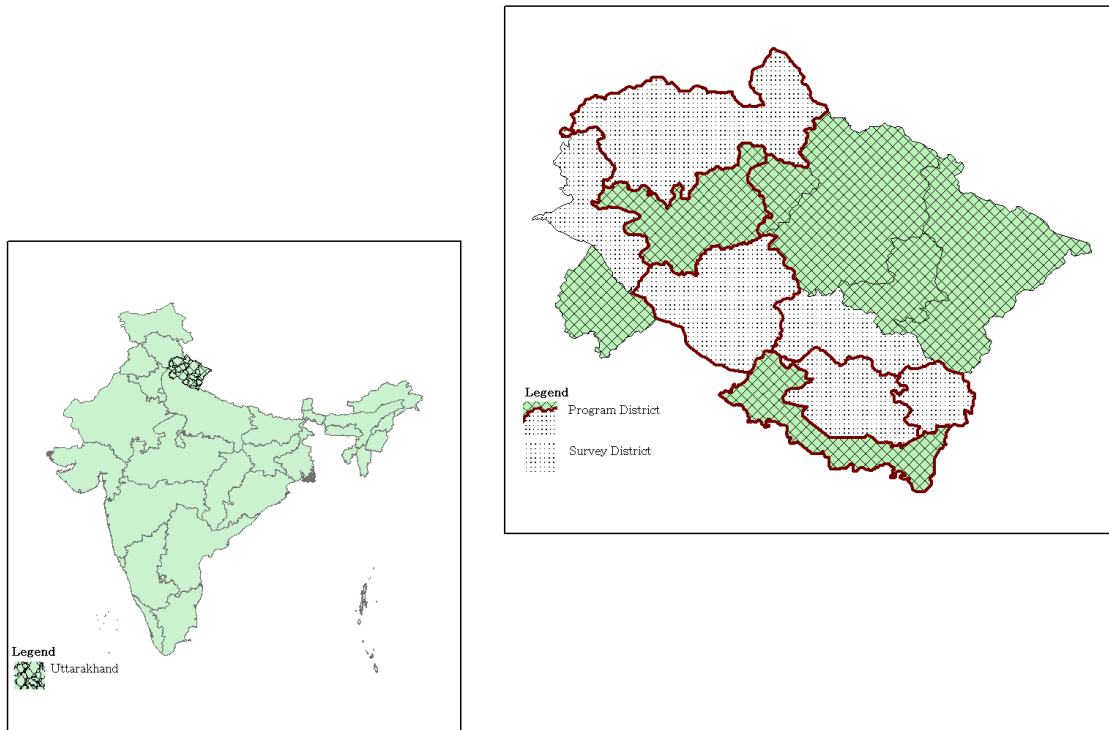 Legend
Uttarakhand
Legend
Program District
Survey District